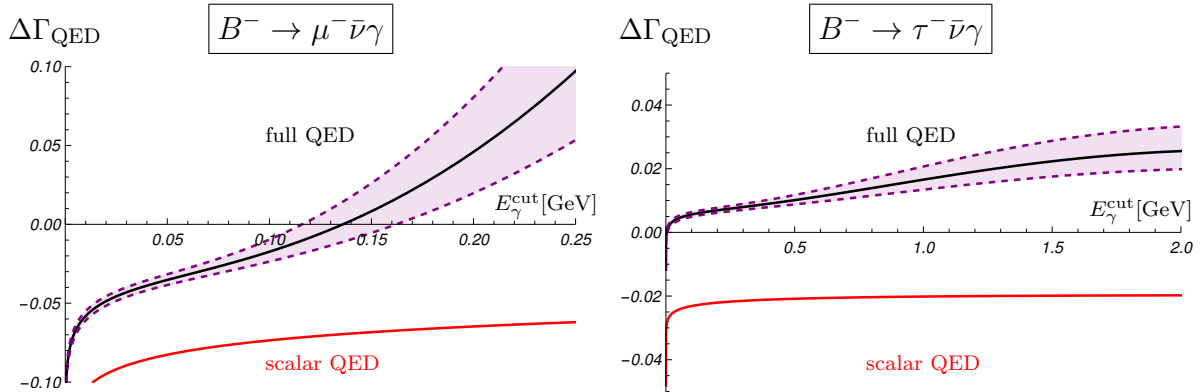 ΔΓ_QED
B⁻ → μ⁻ν̄γ
0.10
0.05
0.00
−0.05
−0.10
0.05
0.10
0.15
0.20
0.25
full QED
E_γ^cut [GeV]
scalar QED
ΔΓ_QED
B⁻ → τ⁻ν̄γ
0.04
0.02
0.00
−0.02
−0.04
0.5
1.0
1.5
2.0
full QED
E_γ^cut [GeV]
scalar QED